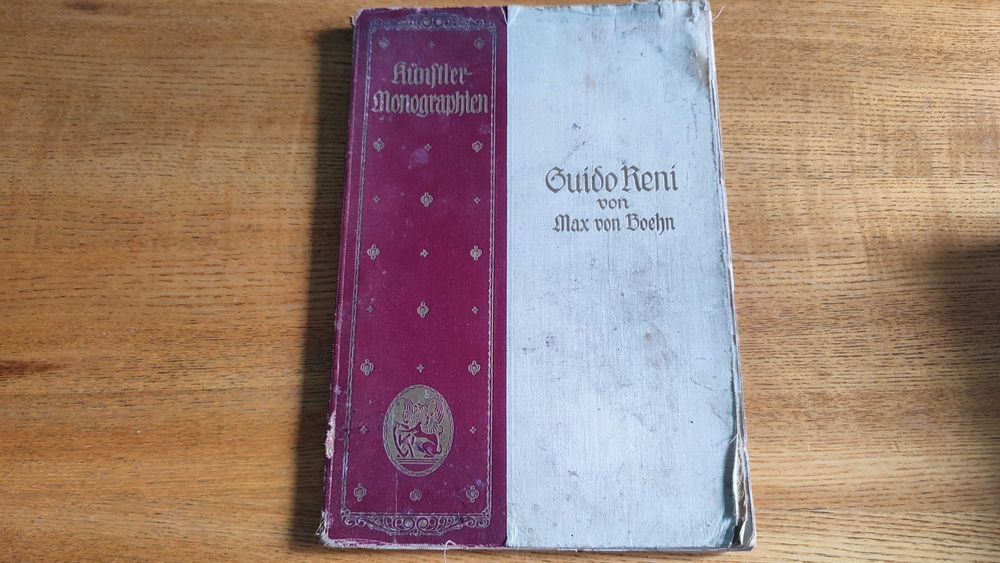 Künstler-
Monographien
Guido Reni
von
Max von Boehn